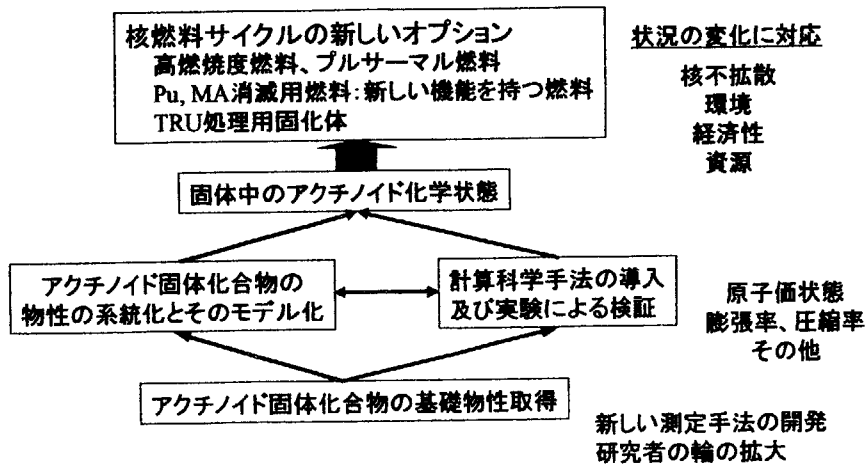 核燃料サイクルの新しいオプション
高燃焼度燃料、プルサーマル燃料
Pu, MA消滅用燃料:新しい機能を持つ燃料
TRU処理用固化体
状況の変化に対応
核不拡散
環境
経済性
資源
固体中のアクチノイド化学状態
アクチノイド固体化合物の
物性の系統化とそのモデル化
計算科学手法の導入
及び実験による検証
原子価状態
膨張率、圧縮率
その他
アクチノイド固体化合物の基礎物性取得
新しい測定手法の開発
研究者の輪の拡大